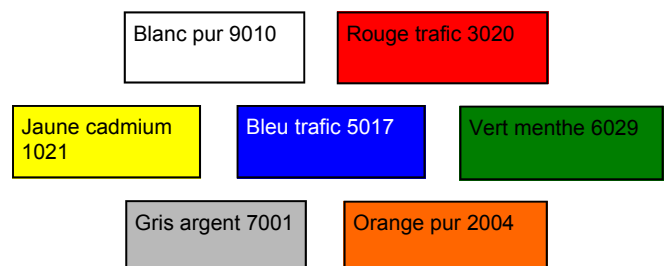 Blanc pur 9010
Rouge trafic 3020
Jaune cadmium
1021
Bleu trafic 5017
Vert menthe 6029
Gris argent 7001
Orange pur 2004